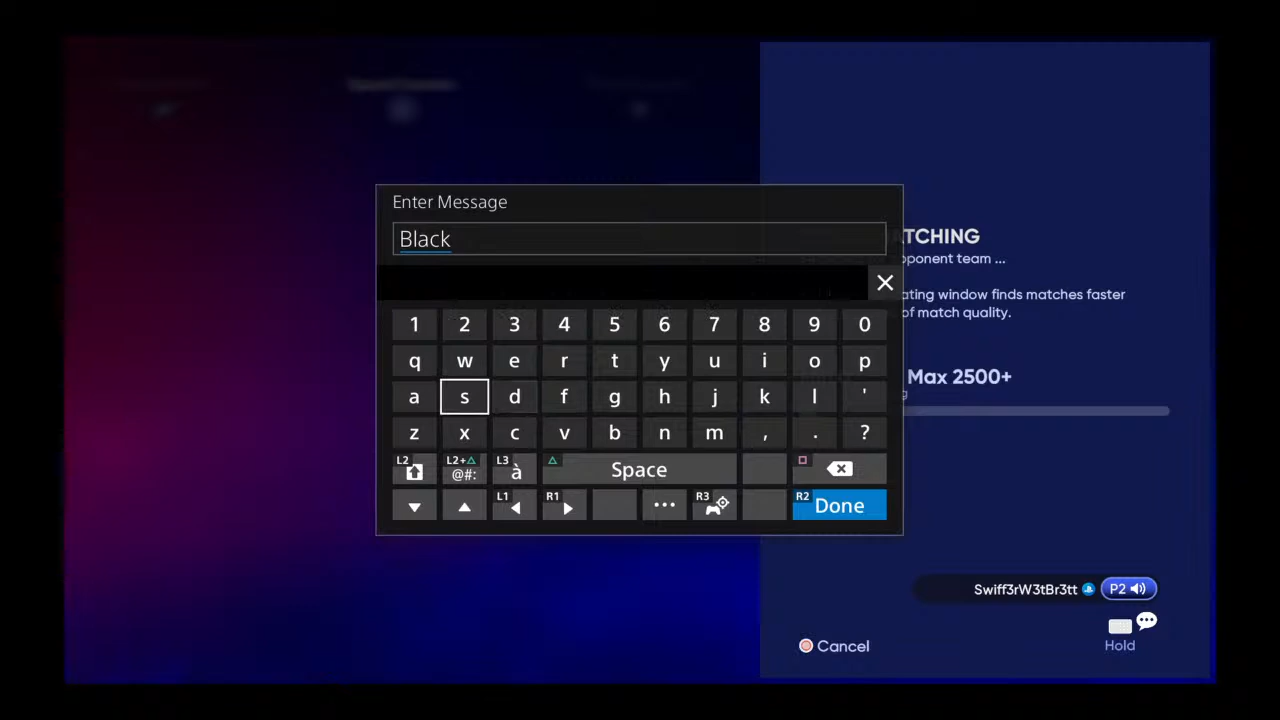 Enter Message
Black
1 2 3 4 5 6 7 8 9 0
q w e r t y u i o p
a s d f g h j k l '
z x c v b n m , . ?
L2 L2+△ @#: L3 à △ Space
L1 R1 ... R3 R2 Done
TCHING
pponent team ...
ating window finds matches faster
of match quality.
Max 2500+
g
Swiff3rW3tBr3tt P2
Cancel
Hold